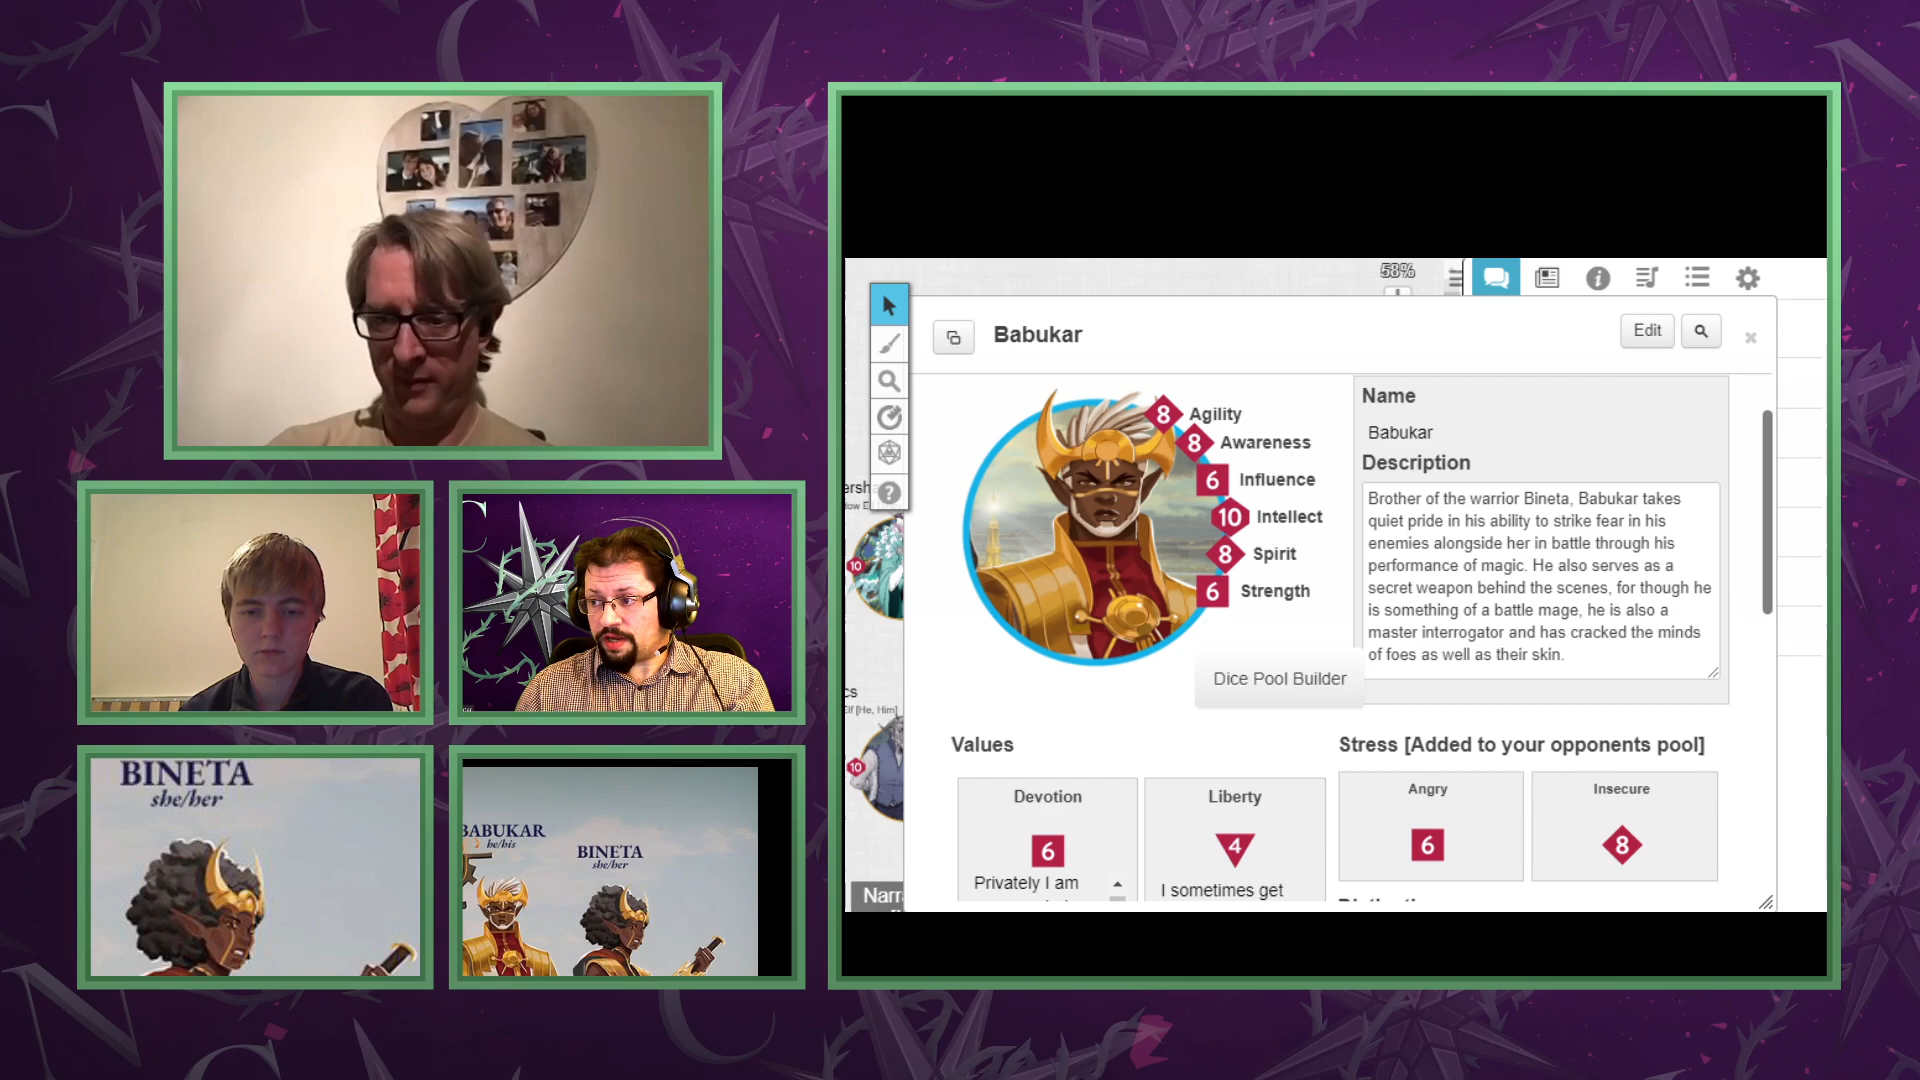 BINETA
she/her
BABUKAR
he/his
BINETA
she/her
58%
Babukar
Edit
8 Agility
8 Awareness
6 Influence
10 Intellect
8 Spirit
6 Strength
Dice Pool Builder
Name
Babukar
Description
Brother of the warrior Bineta, Babukar takes
quiet pride in his ability to strike fear in his
enemies alongside her in battle through his
performance of magic. He also serves as a
secret weapon behind the scenes, for though he
is something of a battle mage, he is also a
master interrogator and has cracked the minds
of foes as well as their skin.
Values
Devotion
6
Privately I am
Liberty
4
I sometimes get
Stress [Added to your opponents pool]
Angry
6
Insecure
8
10
Elf [He, Him]
10